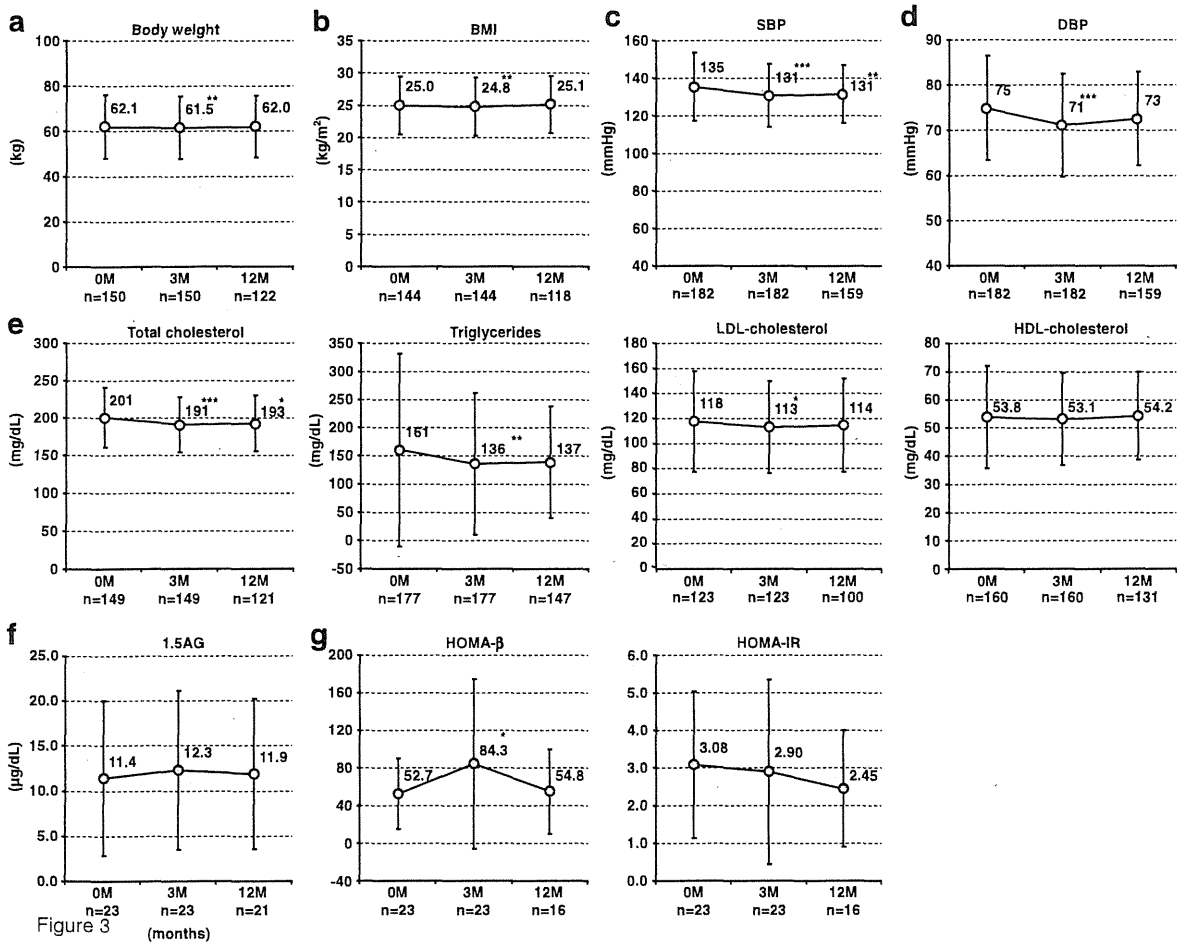 a
Body weight
100
80
60
40
20
0
(kg)
62.1
61.5**
62.0
0M
3M
12M
n=150
n=150
n=122
b
BMI
35
30
25
20
15
10
5
0
(kg/m²)
25.0
24.8**
25.1
0M
3M
12M
n=144
n=144
n=118
c
SBP
160
140
120
100
80
60
40
(mmHg)
135
131***
131**
0M
3M
12M
n=182
n=182
n=159
d
DBP
90
80
70
60
50
40
(mmHg)
75
71***
73
0M
3M
12M
n=182
n=182
n=159
e
Total cholesterol
300
250
200
150
100
50
0
(mg/dL)
201
191***
193*
0M
3M
12M
n=149
n=149
n=121
Triglycerides
350
300
250
200
150
100
50
0
-50
(mg/dL)
161
136 **
137
0M
3M
12M
n=177
n=177
n=147
LDL-cholesterol
180
160
140
120
100
80
60
40
20
0
(mg/dL)
118
113*
114
0M
3M
12M
n=123
n=123
n=100
HDL-cholesterol
80
70
60
50
40
30
20
10
0
(mg/dL)
53.8
53.1
54.2
0M
3M
12M
n=160
n=160
n=131
f
1.5AG
25.0
20.0
15.0
10.0
5.0
0.0
(µg/dL)
11.4
12.3
11.9
0M
3M
12M
n=23
n=23
n=21
(months)
g
HOMA-β
200
160
120
80
40
0
-40
52.7
84.3*
54.8
0M
3M
12M
n=23
n=23
n=16
HOMA-IR
6.0
5.0
4.0
3.0
2.0
1.0
0.0
3.08
2.90
2.45
0M
3M
12M
n=23
n=23
n=16
Figure 3